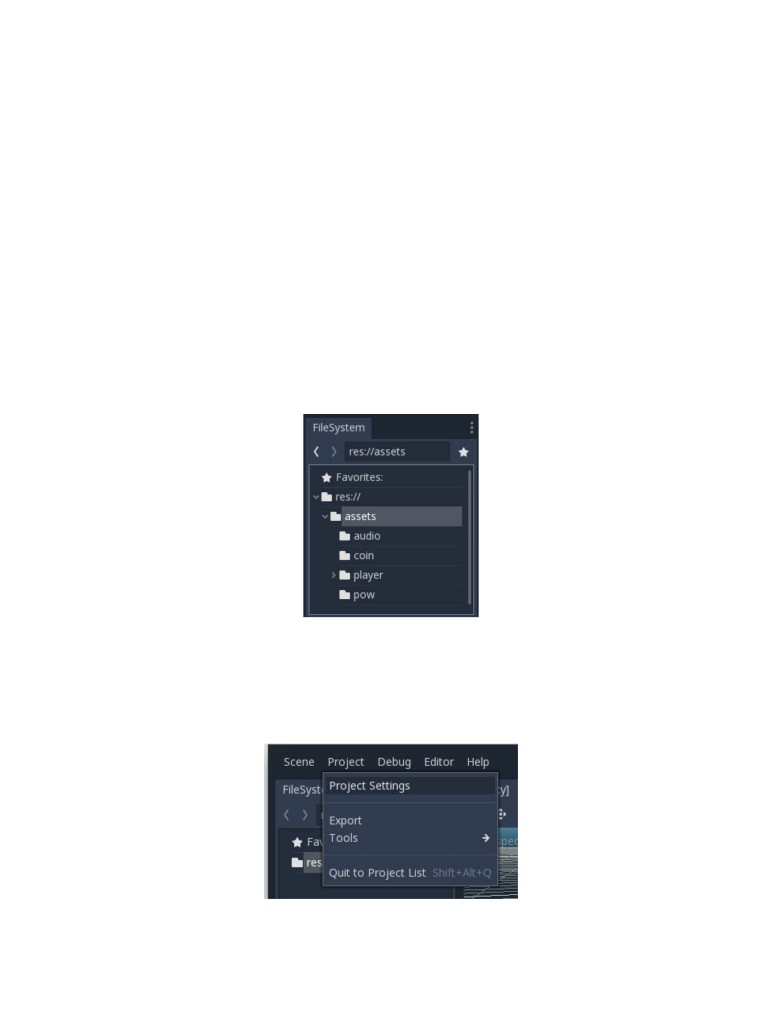 FileSystem
res://assets
Favorites:
res://
assets
audio
coin
player
pow
Scene Project Debug Editor Help
FileSyst
Project Settings
Export
Tools
Fav
res
Quit to Project List Shift+Alt+Q